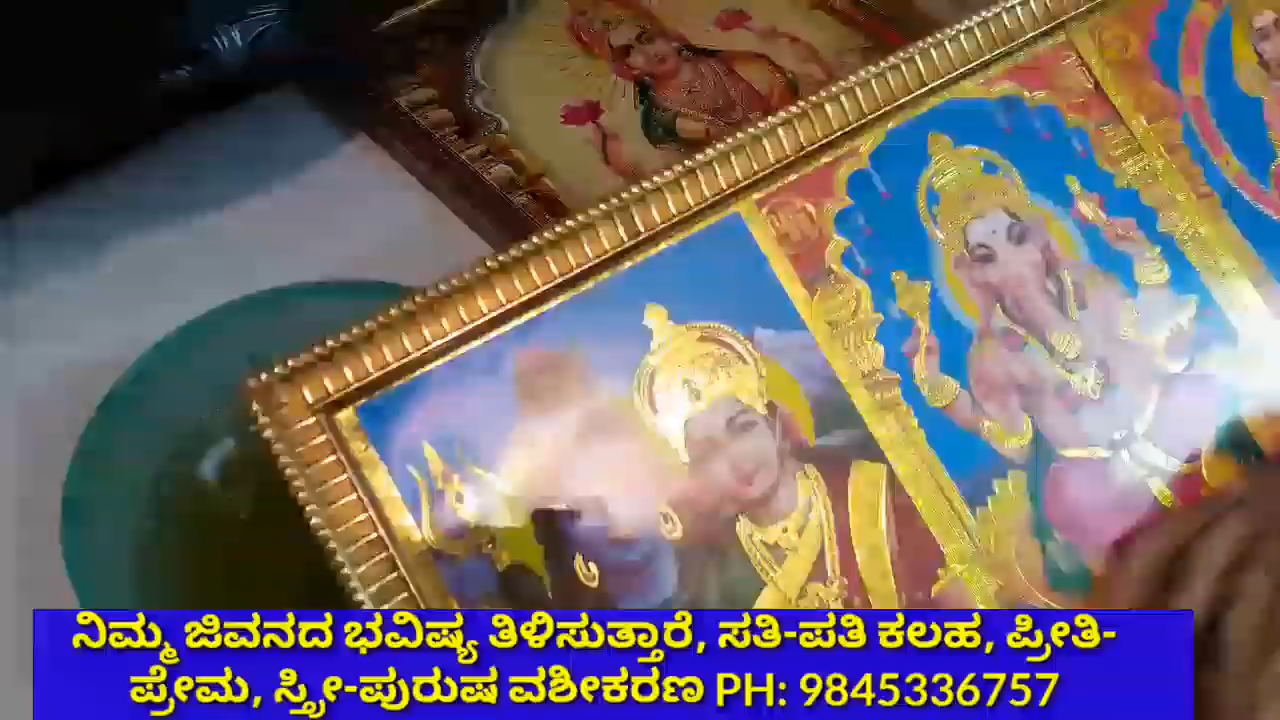 ನಿಮ್ಮ ಜಿವನದ ಭವಿಷ್ಯ ತಿಳಿಸುತ್ತಾರೆ, ಸತಿ-ಪತಿ ಕಲಹ, ಪ್ರೀತಿ-
ಪ್ರೇಮ, ಸ್ತ್ರೀ-ಪುರುಷ ವಶೀಕರಣ PH: 9845336757